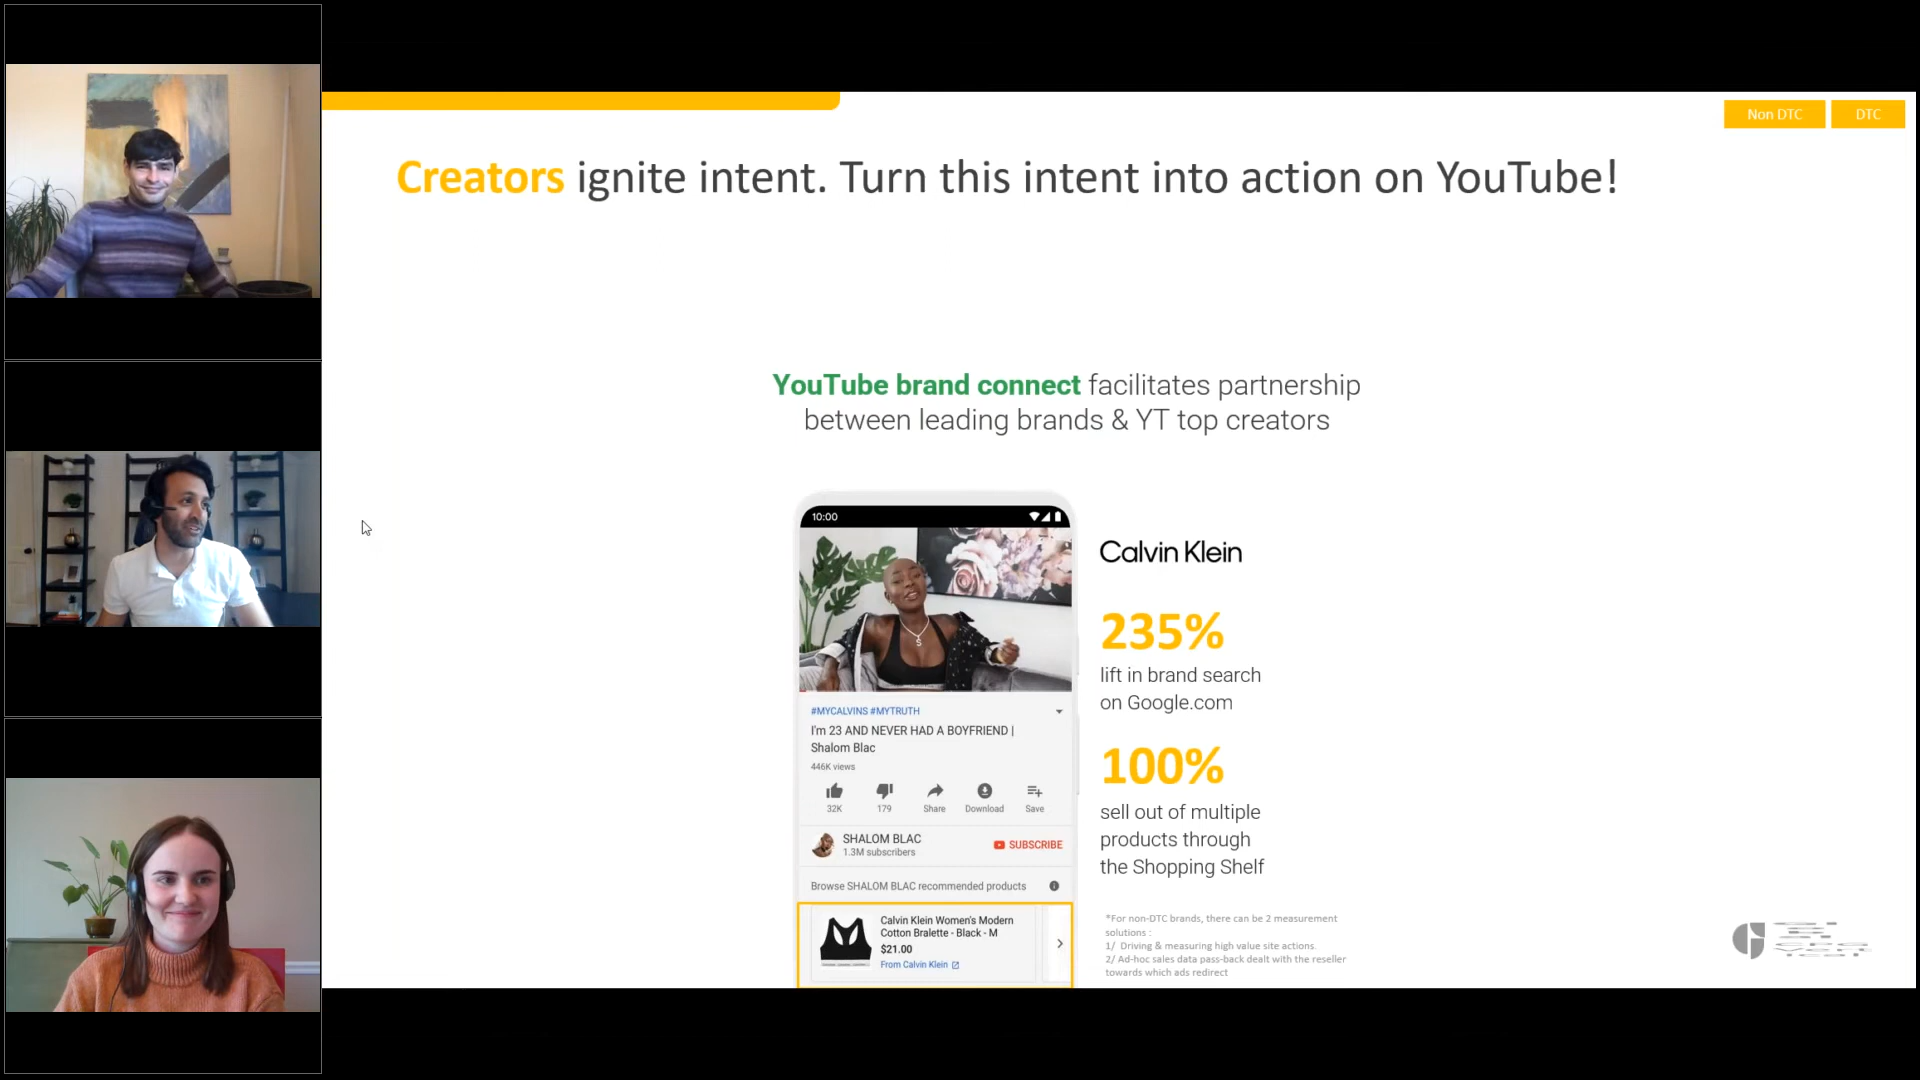 Non DTC
DTC
Creators ignite intent. Turn this intent into action on YouTube!
YouTube brand connect facilitates partnership
between leading brands & YT top creators
10:00
#MYCALVINS #MYTRUTH
I'm 23 AND NEVER HAD A BOYFRIEND |
Shalom Blac
446K views
32K
179
Share
Download
Save
SHALOM BLAC
1.3M subscribers
SUBSCRIBE
Browse SHALOM BLAC recommended products
Calvin Klein Women's Modern
Cotton Bralette - Black - M
$21.00
From Calvin Klein
Calvin Klein
235%
lift in brand search
on Google.com
100%
sell out of multiple
products through
the Shopping Shelf
*For non-DTC brands, there can be 2 measurement
solutions :
1/ Driving & measuring high value site actions.
2/ Ad-hoc sales data pass-back dealt with the reseller
towards which ads redirect